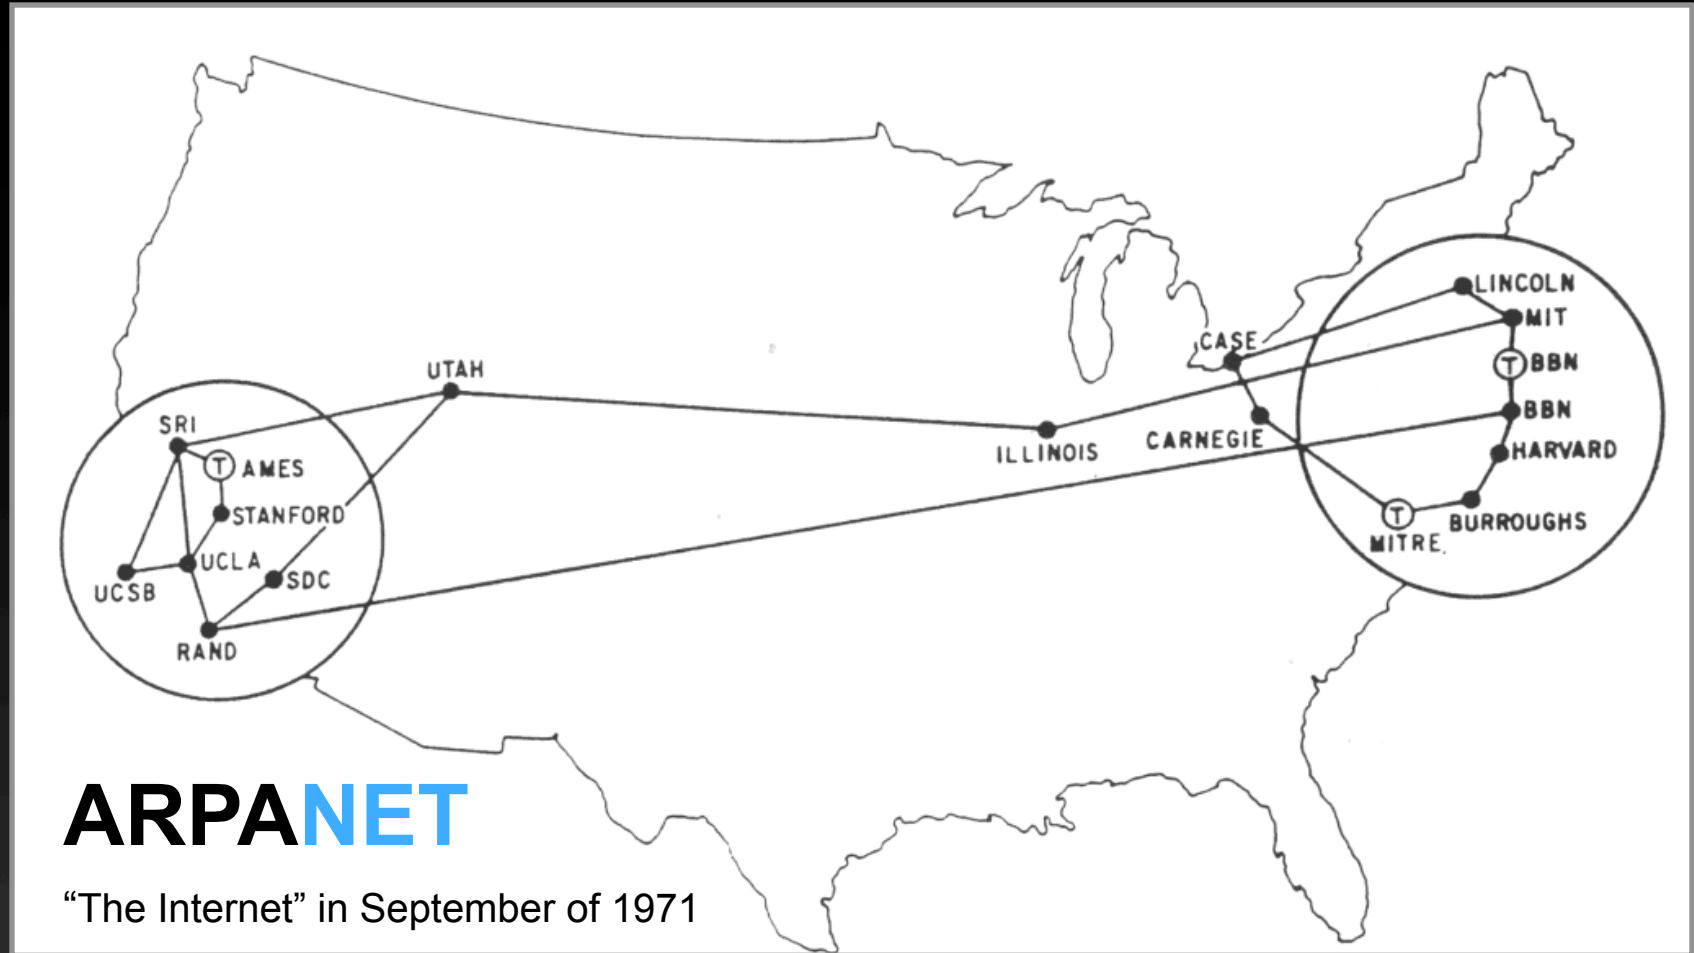 LINCOLN
MIT
T BBN
CASE
UTAH
BBN
SRI
CARNEGIE
ILLINOIS
HARVARD
T AMES
STANFORD
T
BURROUGHS
MITRE.
UCLA
SDC
UCSB
RAND
ARPANET
“The Internet” in September of 1971